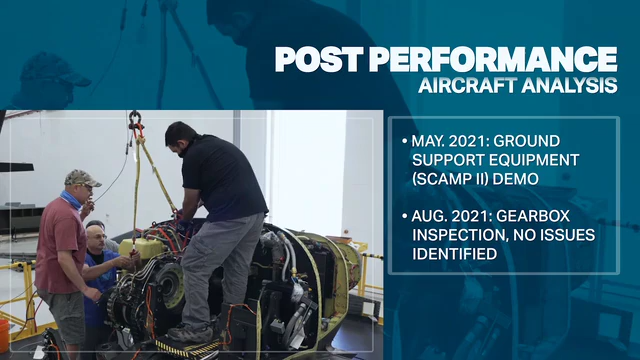 POST PERFORMANCE
AIRCRAFT ANALYSIS
• MAY. 2021: GROUND
SUPPORT EQUIPMENT
(SCAMP II) DEMO
• AUG. 2021: GEARBOX
INSPECTION, NO ISSUES
IDENTIFIED